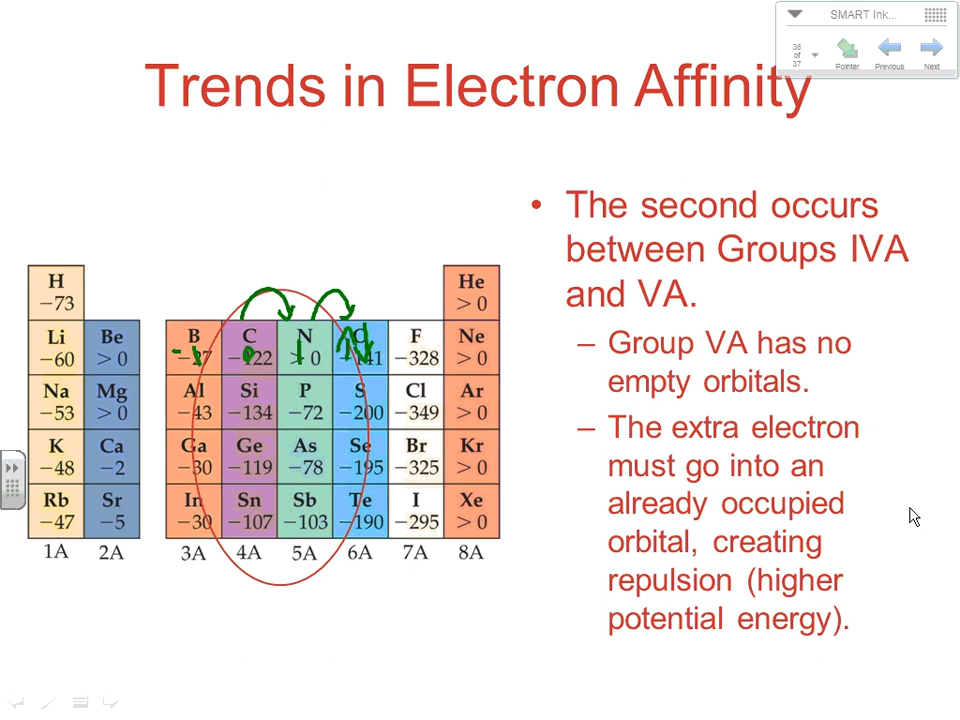 SMART Ink...
36
of
37
Pointer Previous Next
Trends in Electron Affinity
• The second occurs
between Groups IVA
and VA.
– Group VA has no
empty orbitals.
– The extra electron
must go into an
already occupied
orbital, creating
repulsion (higher
potential energy).
H He
−73 > 0
Li Be B C N O F Ne
−60 > 0 −27 −122 > 0 −141 −328 > 0
Na Mg Al Si P S Cl Ar
−53 > 0 −43 −134 −72 −200 −349 > 0
K Ca Ga Ge As Se Br Kr
−48 −2 −30 −119 −78 −195 −325 > 0
Rb Sr In Sn Sb Te I Xe
−47 −5 −30 −107 −103 −190 −295 > 0
1A 2A 3A 4A 5A 6A 7A 8A